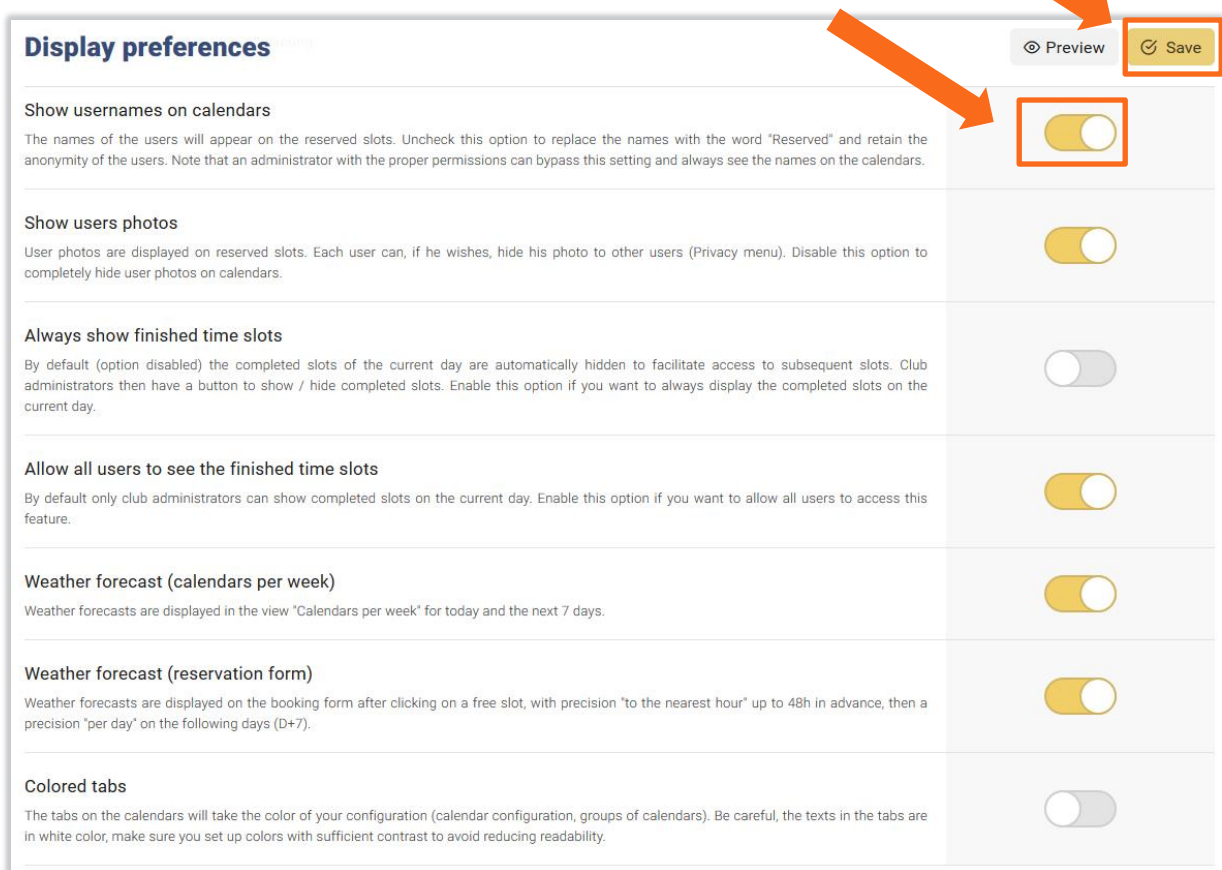 Display preferences
Preview
Save
Show usernames on calendars
The names of the users will appear on the reserved slots. Uncheck this option to replace the names with the word "Reserved" and retain the
anonymity of the users. Note that an administrator with the proper permissions can bypass this setting and always see the names on the calendars.
Show users photos
User photos are displayed on reserved slots. Each user can, if he wishes, hide his photo to other users (Privacy menu). Disable this option to
completely hide user photos on calendars.
Always show finished time slots
By default (option disabled) the completed slots of the current day are automatically hidden to facilitate access to subsequent slots. Club
administrators then have a button to show / hide completed slots. Enable this option if you want to always display the completed slots on the
current day.
Allow all users to see the finished time slots
By default only club administrators can show completed slots on the current day. Enable this option if you want to allow all users to access this
feature.
Weather forecast (calendars per week)
Weather forecasts are displayed in the view "Calendars per week" for today and the next 7 days.
Weather forecast (reservation form)
Weather forecasts are displayed on the booking form after clicking on a free slot, with precision "to the nearest hour" up to 48h in advance, then a
precision "per day" on the following days (D+7).
Colored tabs
The tabs on the calendars will take the color of your configuration (calendar configuration, groups of calendars). Be careful, the texts in the tabs are
in white color, make sure you set up colors with sufficient contrast to avoid reducing readability.